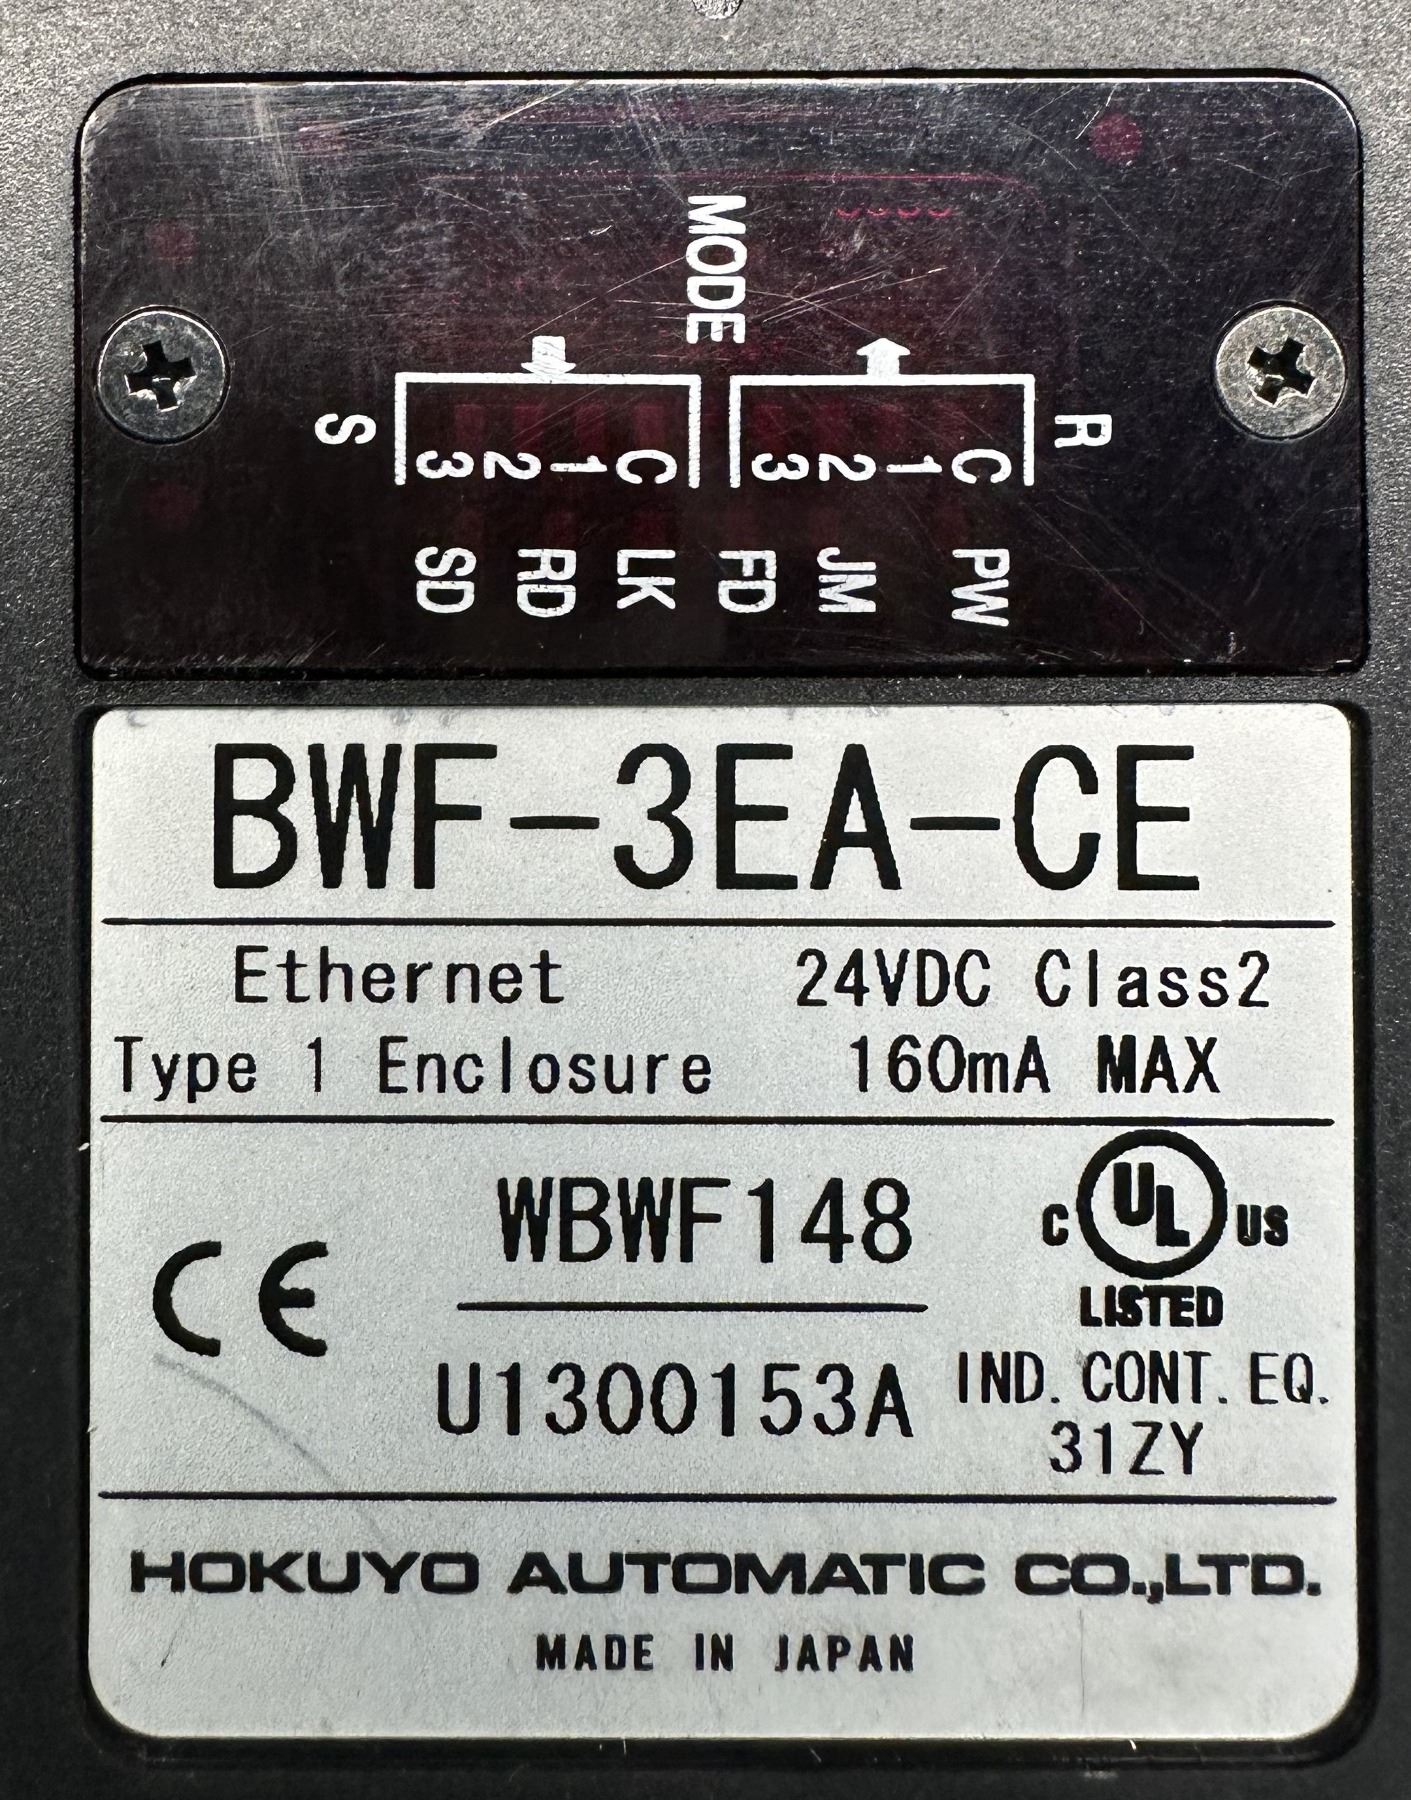 MODE
S 3 2 1 C 3 2 1 C R
SD RD LK FD JM PW
BWF-3EA-CE
Ethernet 24VDC Class2
Type 1 Enclosure 160mA MAX
CE WBWF148 C UL US
LISTED
U1300153A IND. CONT. EQ.
31ZY
HOKUYO AUTOMATIC CO.,LTD.
MADE IN JAPAN